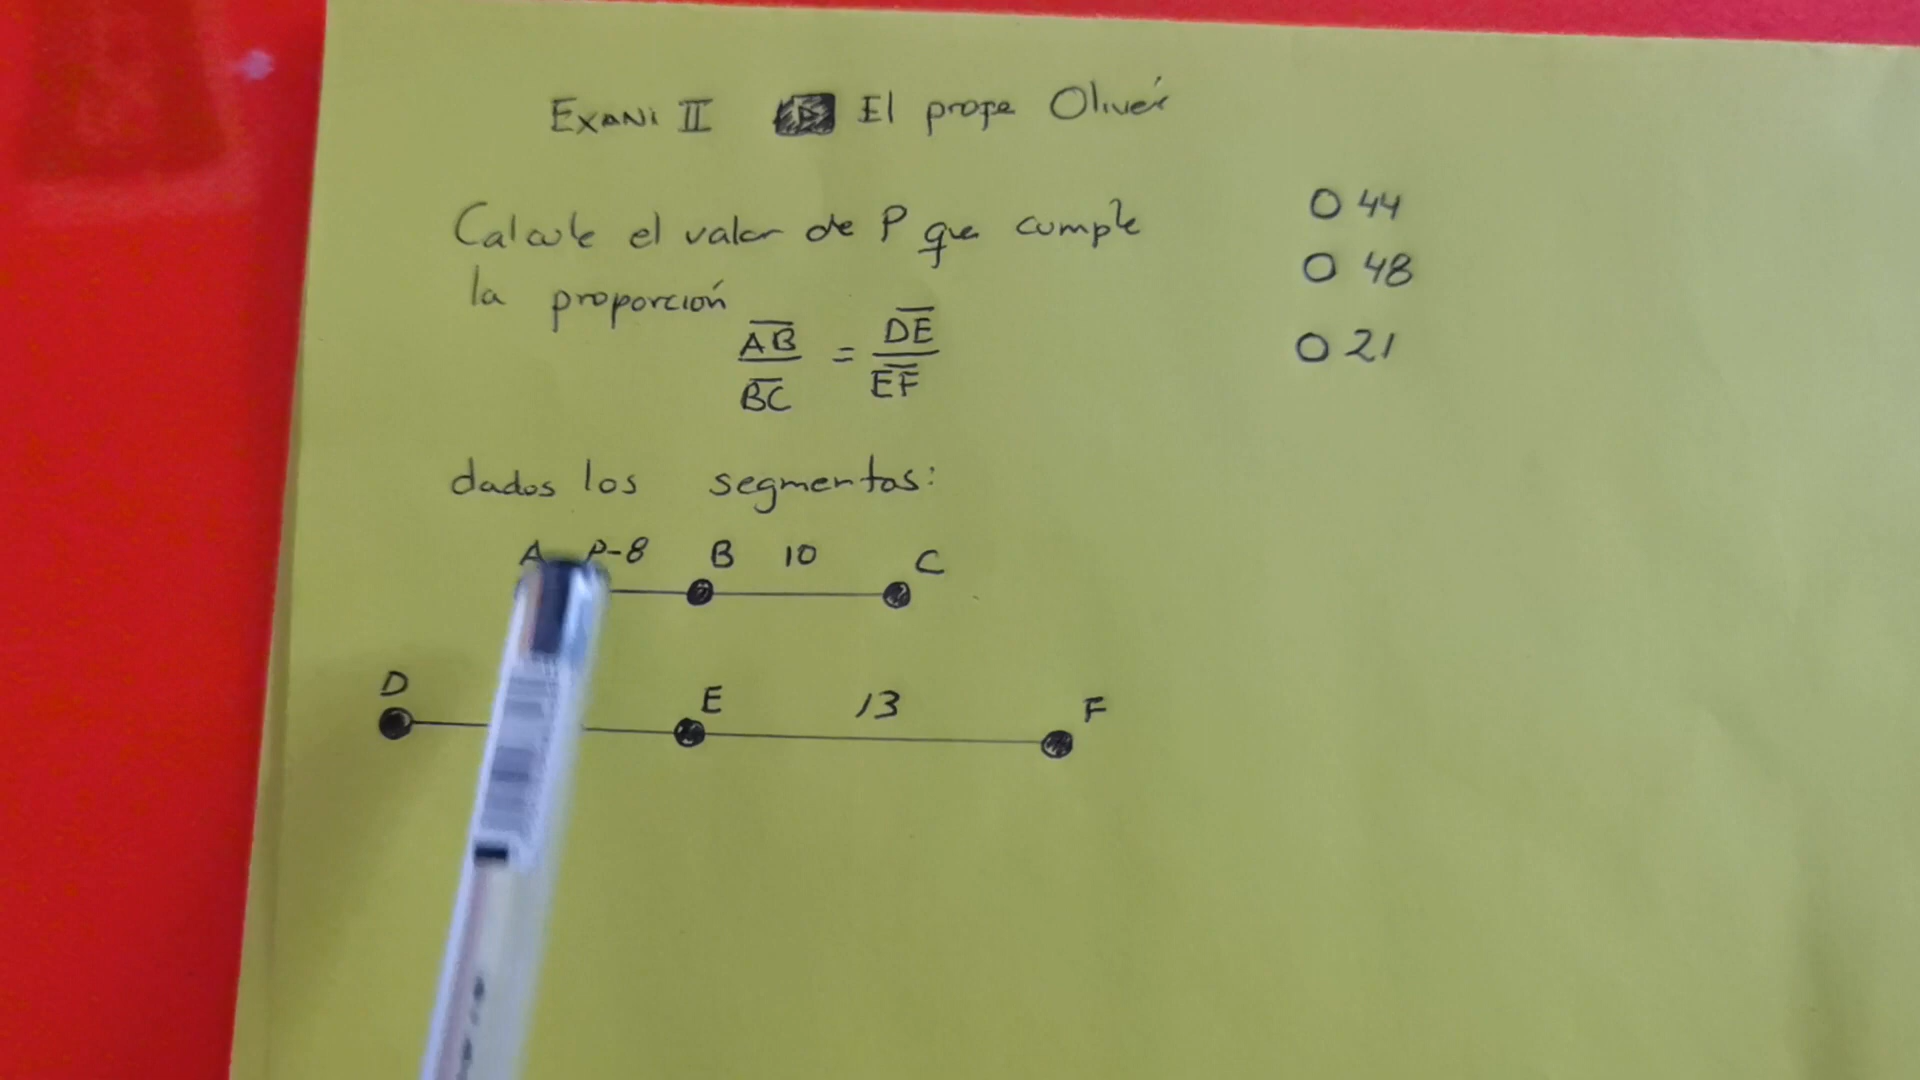 EXANI II El profe Oliver
Calcule el valor de P que cumple
la proporción
AB = DE
BC EF
dados los segmentos:
A P-8 B 10 C
D E 13 F
O 44
O 48
O 21